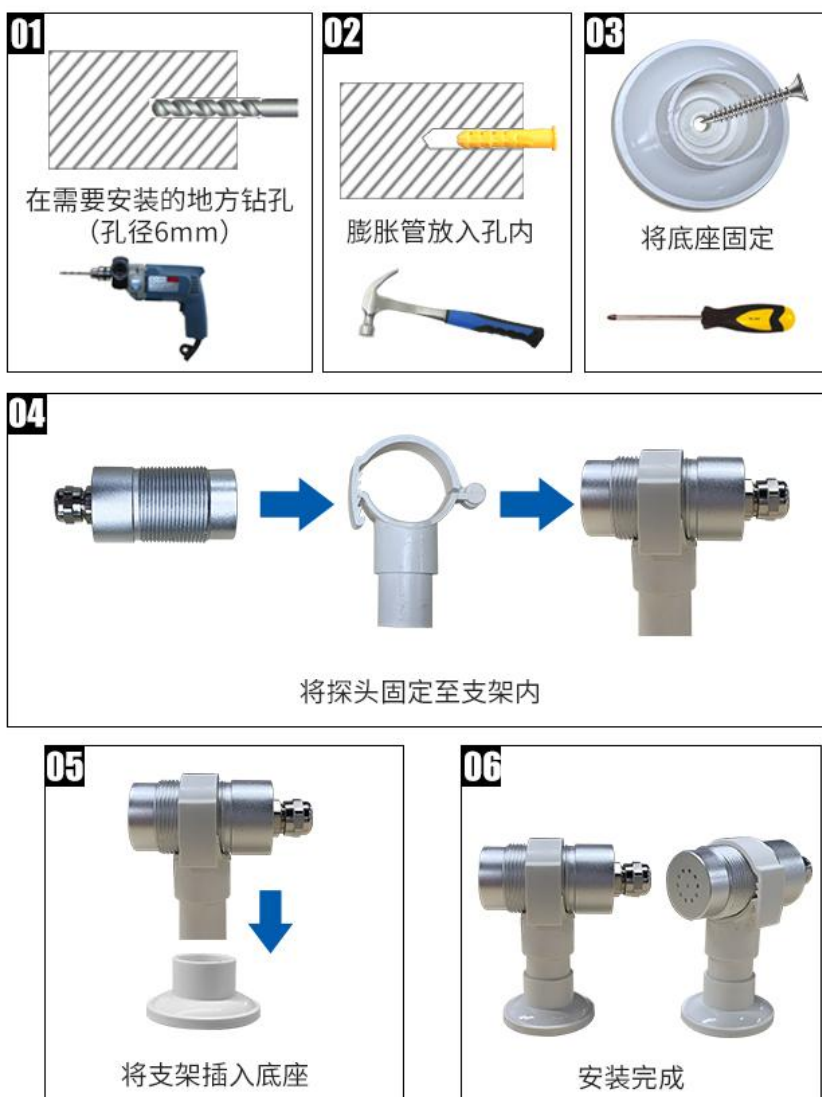 01
在需要安装的地方钻孔
（孔径6mm）
02
膨胀管放入孔内
03
将底座固定
04
将探头固定至支架内
05
将支架插入底座
06
安装完成